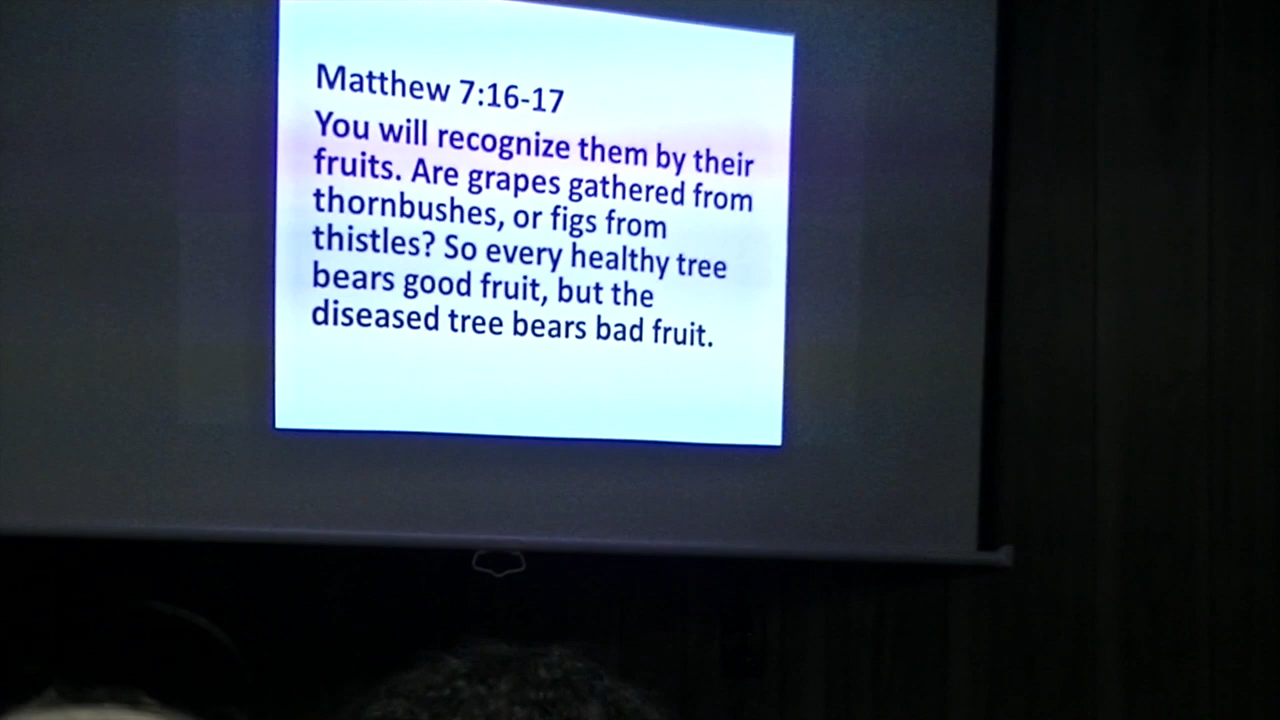 Matthew 7:16-17
You will recognize them by their
fruits. Are grapes gathered from
thornbushes, or figs from
thistles? So every healthy tree
bears good fruit, but the
diseased tree bears bad fruit.